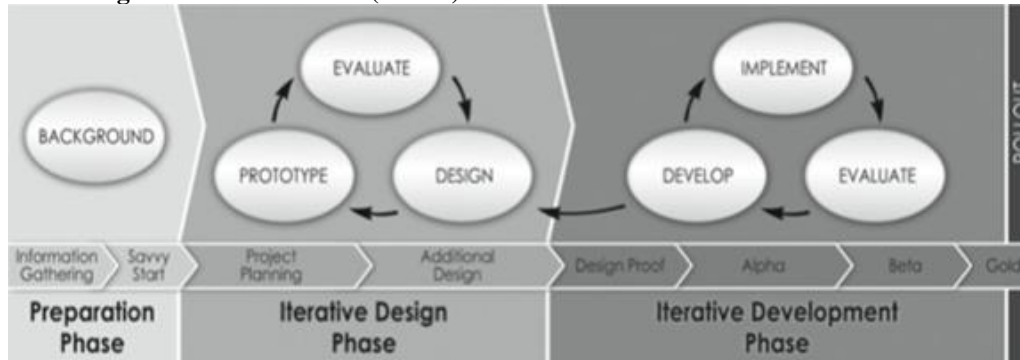 EVALUATE
IMPLEMENT
BACKGROUND
PROTOTYPE
DESIGN
DEVELOP
EVALUATE
Information
Gathering
Savvy
Start
Project
Planning
Additional
Design
Design Proof
Alpha
Beta
Gold
Preparation
Phase
Iterative Design
Phase
Iterative Development
Phase